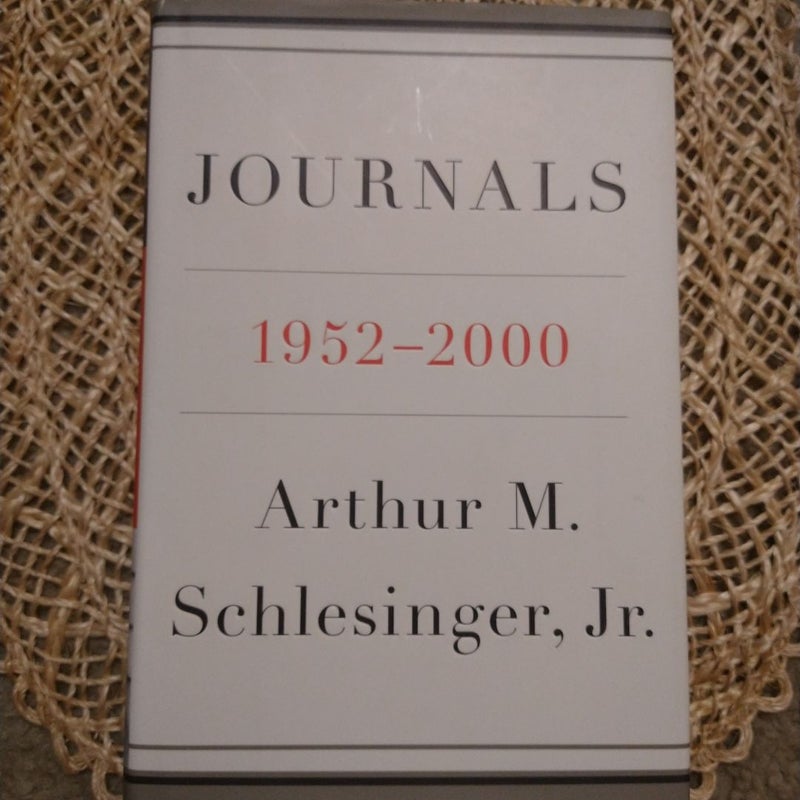 JOURNALS
1952–2000
Arthur M.
Schlesinger, Jr.